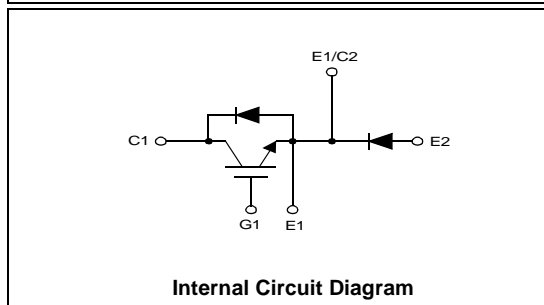 E1/C2
C1
E2
G1
E1
Internal Circuit Diagram